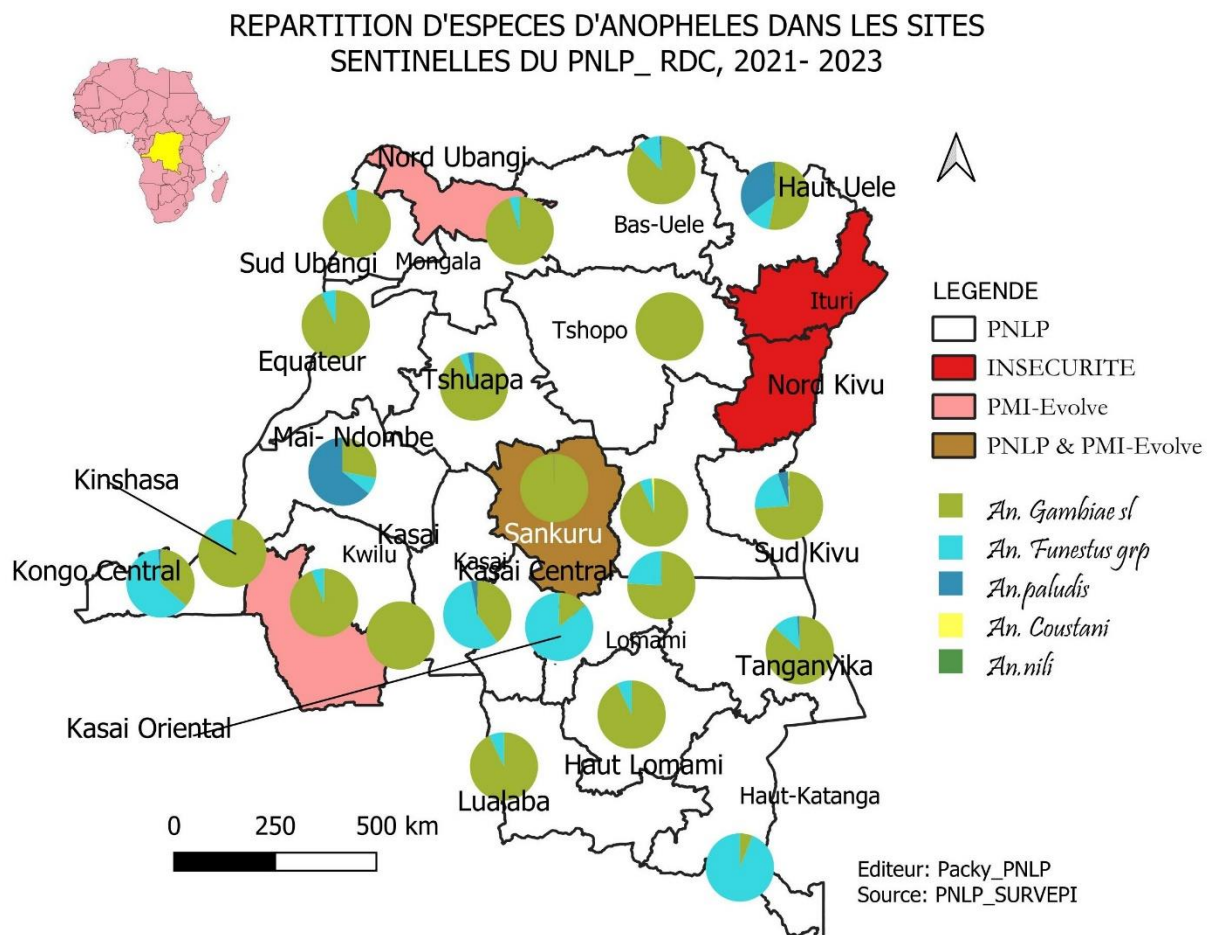 REPARTITION D'ESPECES D'ANOPHELES DANS LES SITES
SENTINELLES DU PNLP_ RDC, 2021- 2023
Nord Ubangi
Haut Uele
Bas-Uele
Sud Ubangi
Mongala
Ituri
Tshopo
Equateur
Tshuapa
Nord Kivu
Mai- Ndombe
Kinshasa
Kasai
Sankuru
Kwilu
Sud Kivu
Kasai
Kongo Central
Kasai Central
Lomami
Tanganyika
Kasai Oriental
Haut Lomami
Lualaba
Haut-Katanga
LEGENDE
PNLP
INSECURITE
PMI-Evolve
PNLP & PMI-Evolve
An. Gambiae sl
An. Funestus grp
An.paludis
An. Coustani
An.nili
0 250 500 km
Editeur: Packy_PNLP
Source: PNLP_SURVEPI